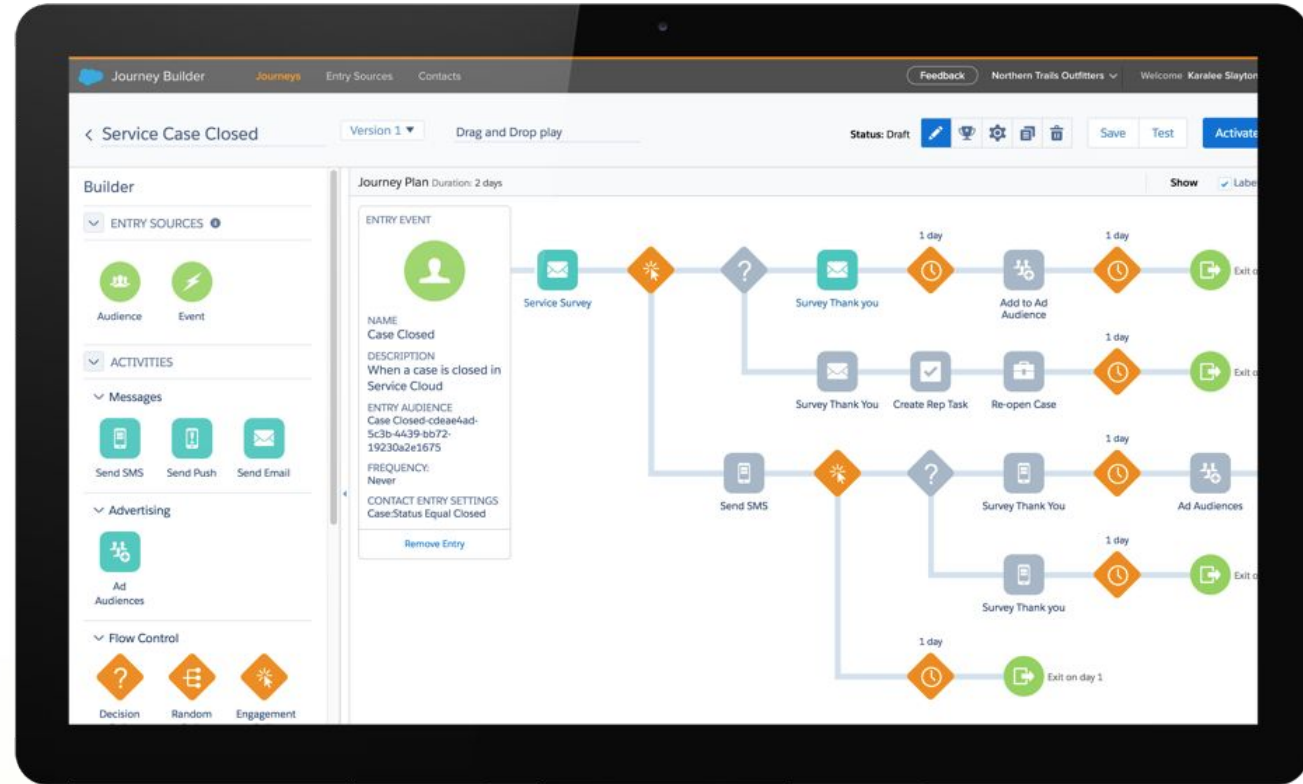 Journey Builder
Journeys
Entry Sources
Contacts
Feedback
Northern Trails Outfitters
Welcome Karalee Slayton
Service Case Closed
Version 1
Drag and Drop play
Status: Draft
Save
Test
Activate
Builder
ENTRY SOURCES
Audience
Event
ACTIVITIES
Messages
Send SMS
Send Push
Send Email
Advertising
Ad
Audiences
Flow Control
?
Decision
Random
Engagement
Journey Plan Duration: 2 days
Show
Labe
ENTRY EVENT
NAME
Case Closed
DESCRIPTION
When a case is closed in
Service Cloud
ENTRY AUDIENCE
Case Closed-cdeae4ad-
5c3b-4439-bb72-
19230a2e1675
FREQUENCY:
Never
CONTACT ENTRY SETTINGS
Case:Status Equal Closed
Remove Entry
Service Survey
?
Survey Thank you
1 day
Add to Ad
Audience
1 day
Exit o
Survey Thank You
Create Rep Task
Re-open Case
1 day
Exit o
Send SMS
?
Survey Thank You
1 day
Ad Audiences
Survey Thank you
1 day
Exit o
1 day
Exit on day 1